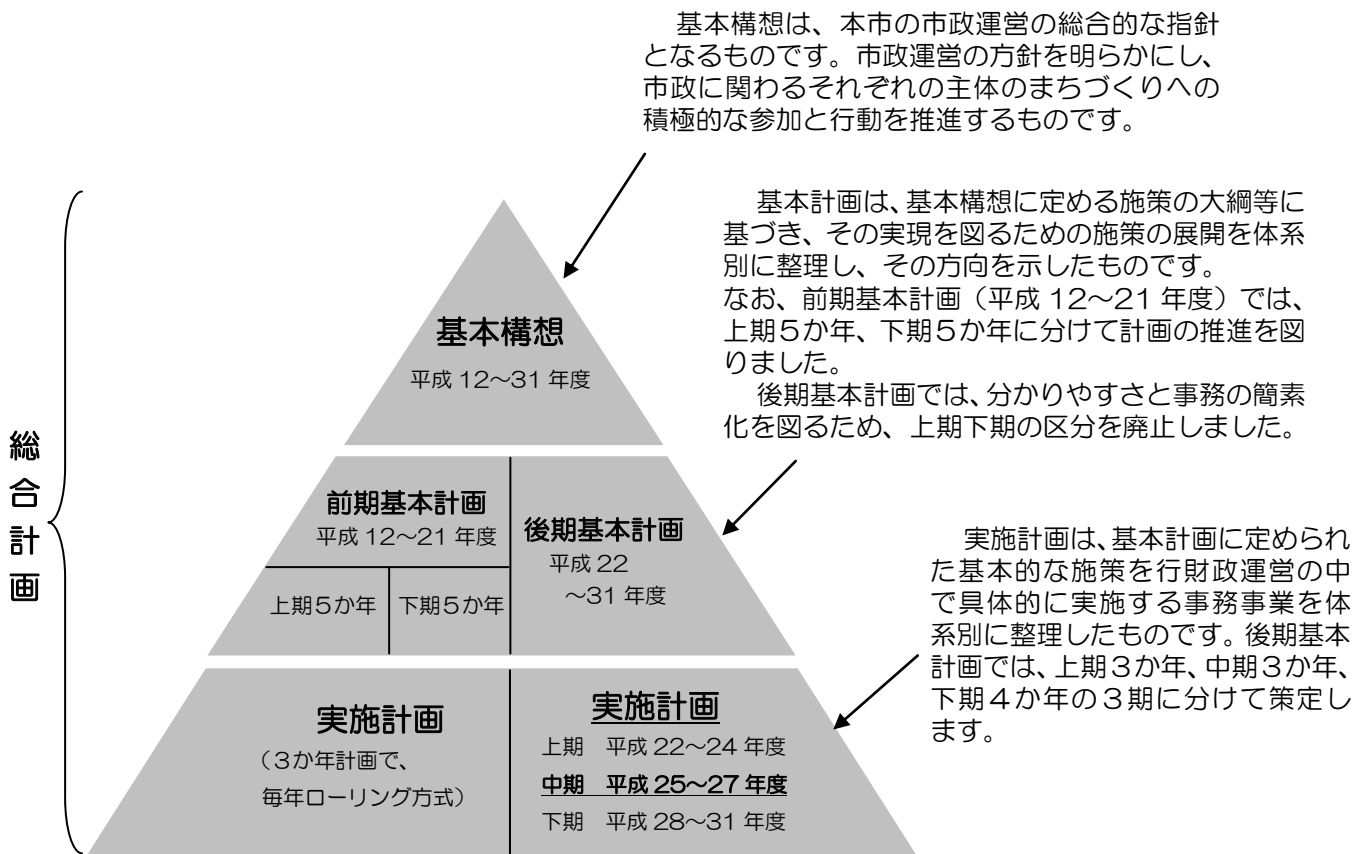 基本構想は、本市の市政運営の総合的な指針
となるものです。市政運営の方針を明らかにし、
市政に関わるそれぞれの主体のまちづくりへの
積極的な参加と行動を推進するものです。
基本計画は、基本構想に定める施策の大綱等に
基づき、その実現を図るための施策の展開を体系
別に整理し、その方向を示したものです。
なお、前期基本計画（平成 12～21 年度）では、
上期５か年、下期５か年に分けて計画の推進を図
りました。
後期基本計画では、分かりやすさと事務の簡素
化を図るため、上期下期の区分を廃止しました。
実施計画は、基本計画に定められ
た基本的な施策を行財政運営の中
で具体的に実施する事務事業を体
系別に整理したものです。後期基本
計画では、上期３か年、中期３か年、
下期４か年の３期に分けて策定し
ます。
総合計画
基本構想
平成 12～31 年度
前期基本計画
平成 12～21 年度
上期５か年
下期５か年
後期基本計画
平成 22
～31 年度
実施計画
（３か年計画で、
毎年ローリング方式）
実施計画
上期　平成 22～24 年度
中期　平成 25～27 年度
下期　平成 28～31 年度